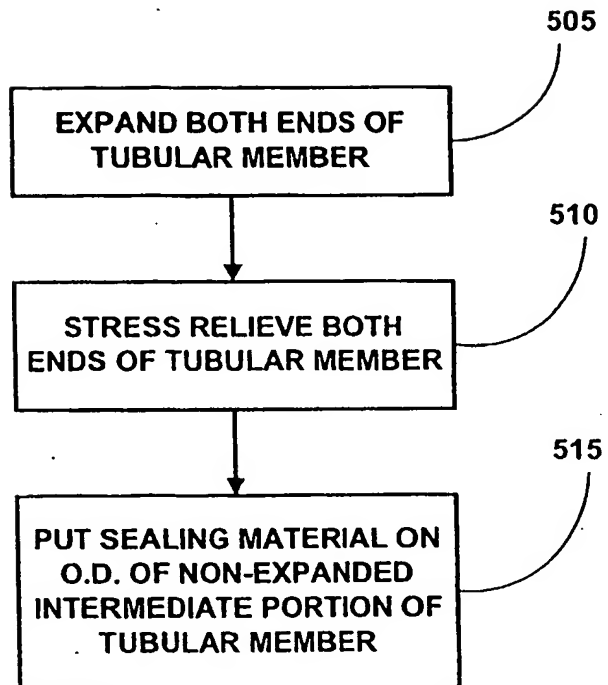 505
EXPAND BOTH ENDS OF
TUBULAR MEMBER
510
STRESS RELIEVE BOTH
ENDS OF TUBULAR MEMBER
515
PUT SEALING MATERIAL ON
O.D. OF NON-EXPANDED
INTERMEDIATE PORTION OF
TUBULAR MEMBER